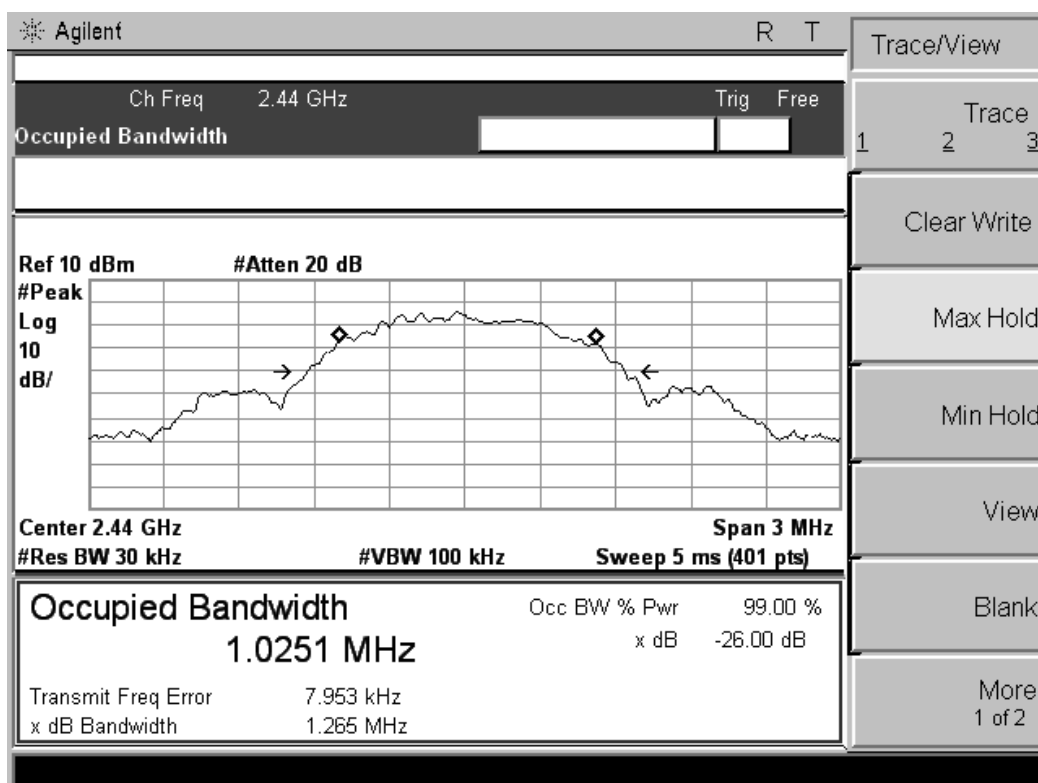 Agilent R T
Trace/View
Ch Freq 2.44 GHz Trig Free
Occupied Bandwidth
Trace
1 2 3
Clear Write
Ref 10 dBm #Atten 20 dB
#Peak
Log
10
dB/
Max Hold
Min Hold
View
Center 2.44 GHz Span 3 MHz
#Res BW 30 kHz #VBW 100 kHz Sweep 5 ms (401 pts)
Occupied Bandwidth
1.0251 MHz
Occ BW % Pwr 99.00 %
x dB -26.00 dB
Transmit Freq Error 7.953 kHz
x dB Bandwidth 1.265 MHz
Blank
More
1 of 2